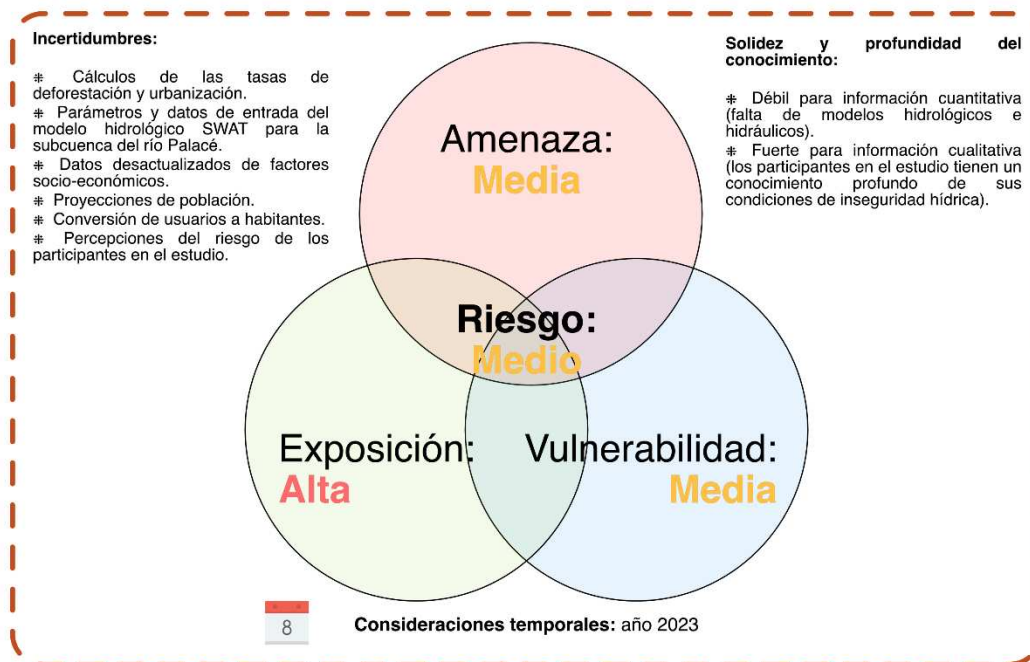 Incertidumbres:
⁜ Cálculos de las tasas de
deforestación y urbanización.
⁜ Parámetros y datos de entrada del
modelo hidrológico SWAT para la
subcuenca del río Palacé.
⁜ Datos desactualizados de factores
socio-económicos.
⁜ Proyecciones de población.
⁜ Conversión de usuarios a habitantes.
⁜ Percepciones del riesgo de los
participantes en el estudio.
Solidez y profundidad del
conocimiento:
⁜ Débil para información cuantitativa
(falta de modelos hidrológicos e
hidráulicos).
⁜ Fuerte para información cualitativa
(los participantes en el estudio tienen un
conocimiento profundo de sus
condiciones de inseguridad hídrica).
Amenaza:
Media
Riesgo:
Medio
Exposición:
Alta
Vulnerabilidad:
Media
8
Consideraciones temporales: año 2023